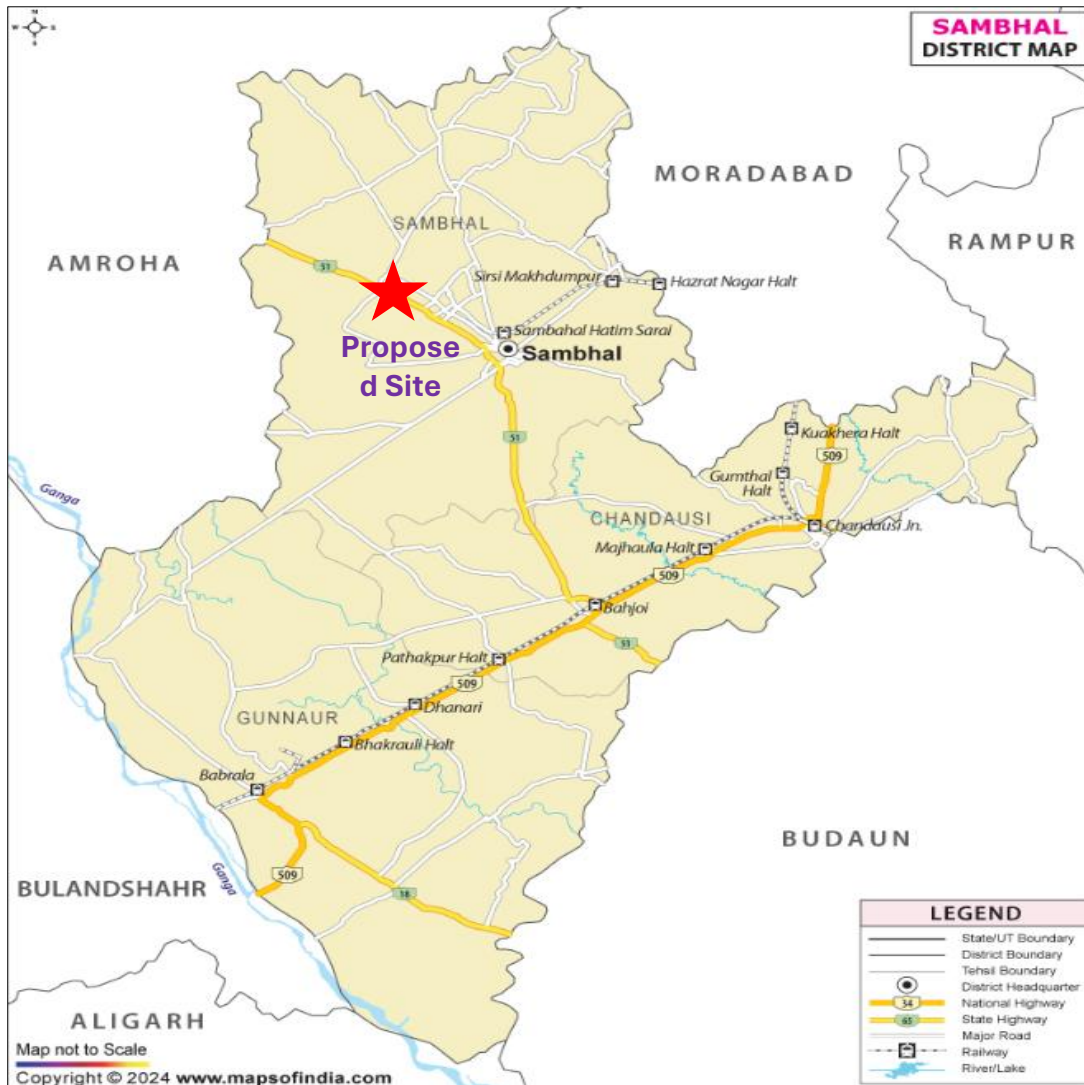 N
W
E
S
SAMBHAL
DISTRICT MAP
MORADABAD
SAMBHAL
RAMPUR
AMROHA
51
Sirsi Makhdumpur
Hazrat Nagar Halt
Sambahal Hatim Sarai
Sambhal
Propose
d Site
51
Kuakhera Halt
509
Gumthal
Halt
Ganga
CHANDAUSI
Chandausi Jn.
Majhaula Halt
509
Bahjoi
51
Pathakpur Halt
509
Dhanari
GUNNAUR
Bhakrauli Halt
Babrala
BUDAUN
Ganga
509
BULANDSHAHR
18
LEGEND
State/UT Boundary
District Boundary
Tehsil Boundary
District Headquarter
34
National Highway
65
State Highway
Major Road
Railway
River/Lake
ALIGARH
Map not to Scale
Copyright © 2024 www.mapsofindia.com